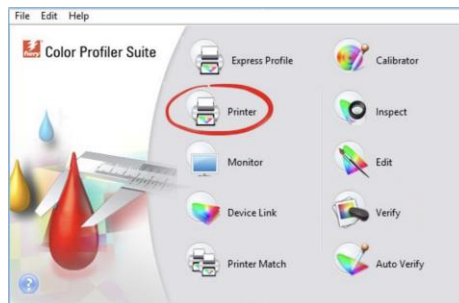 File Edit Help
fiery Color Profiler Suite
Express Profile
Calibrator
Printer
Inspect
Monitor
Edit
Device Link
Verify
Printer Match
Auto Verify
?